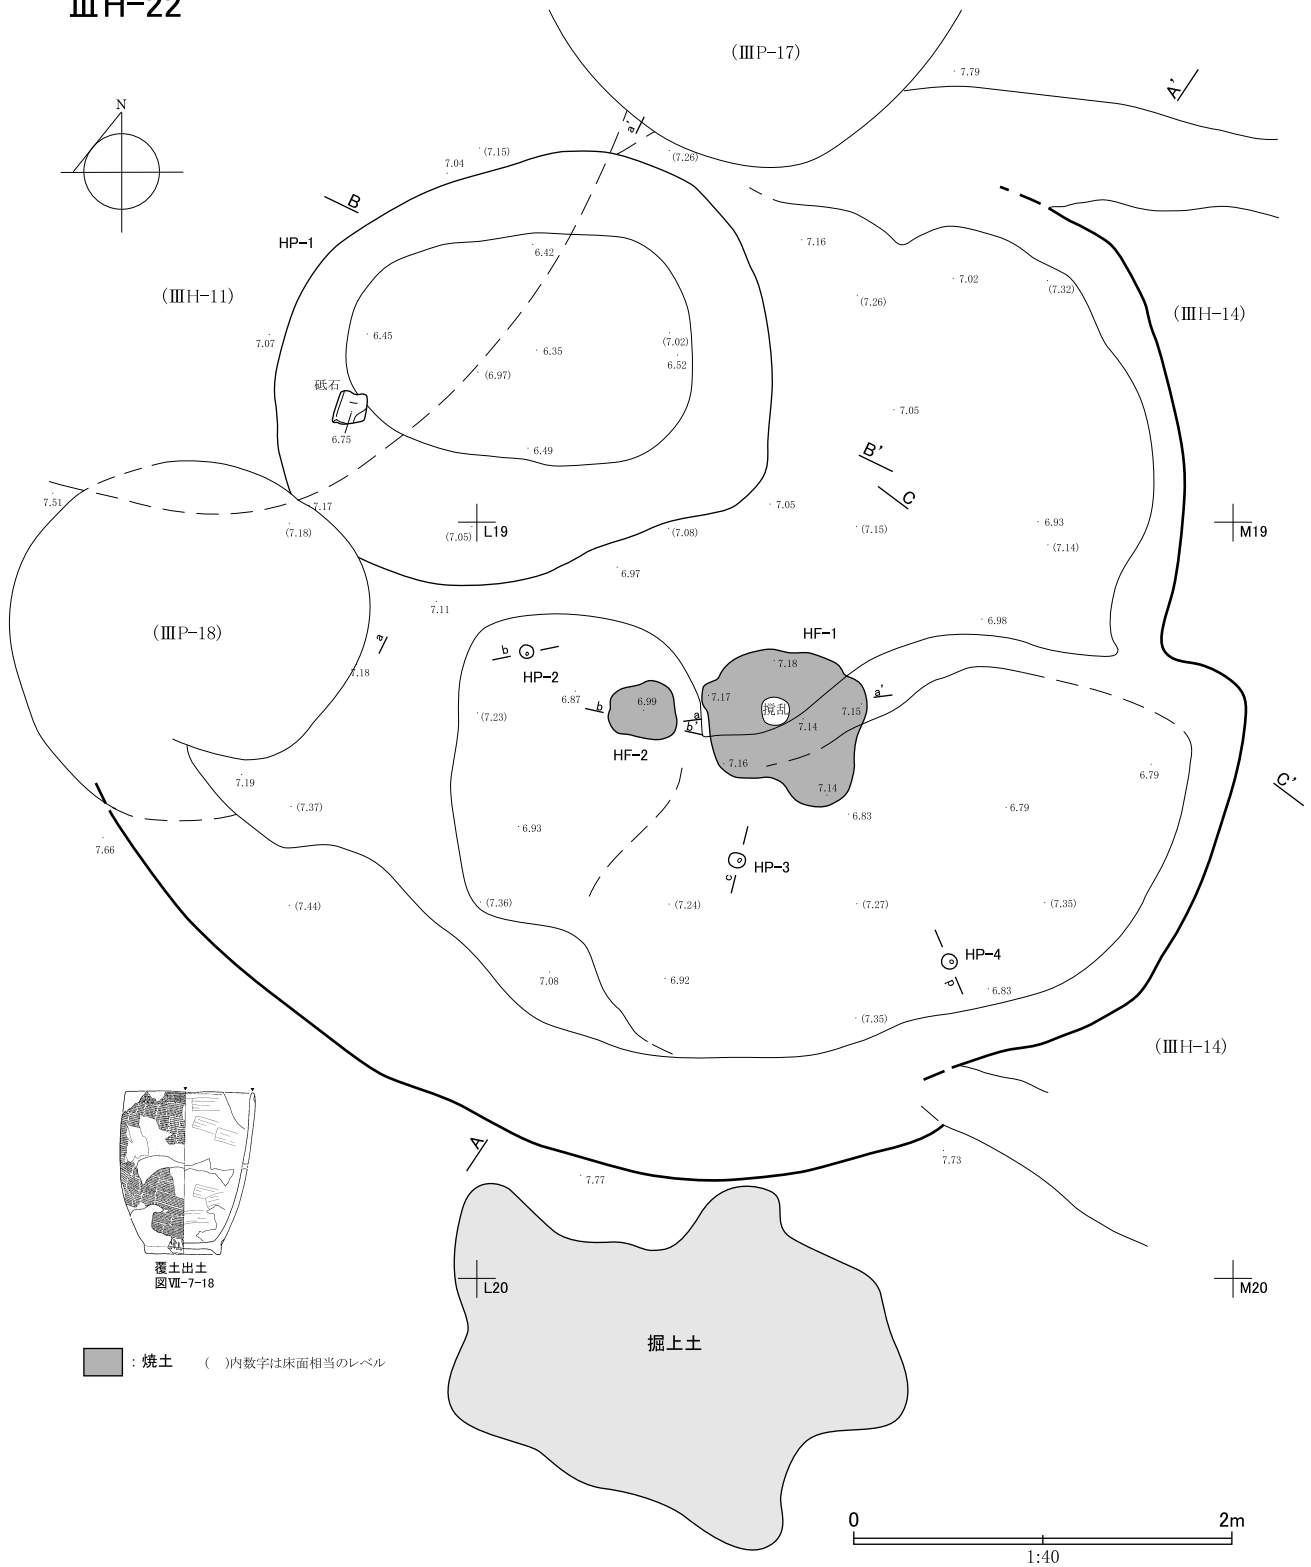 ⅢH-22
(ⅢP-17)
7.79
A'
N
a'
(7.15)
7.04
(7.26)
B
HP-1
6.42
7.16
7.02
(7.32)
(ⅢH-11)
(7.26)
(ⅢH-14)
7.07
6.45
6.35
(7.02)
6.52
(6.97)
砥石
6.75
7.05
6.49
B'
C
7.51
7.17
(7.18)
(7.05)
L19
(7.08)
7.05
(7.15)
6.93
(7.14)
M19
6.97
7.11
(ⅢP-18)
a
6.98
HF-1
b
HP-2
7.18
7.18
6.87
b
6.99
7.17
撹乱
7.15
a'
(7.23)
a
b'
7.14
HF-2
7.16
7.19
7.14
6.79
C'
(7.37)
6.93
6.83
6.79
7.66
HP-3
c
(7.44)
(7.36)
(7.24)
(7.27)
(7.35)
HP-4
d
7.08
6.92
6.83
(7.35)
(ⅢH-14)
A
7.77
7.73
覆土出土
図Ⅶ-7-18
L20
M20
掘上土
:焼土 ( )内数字は床面相当のレベル
0 2m
1:40